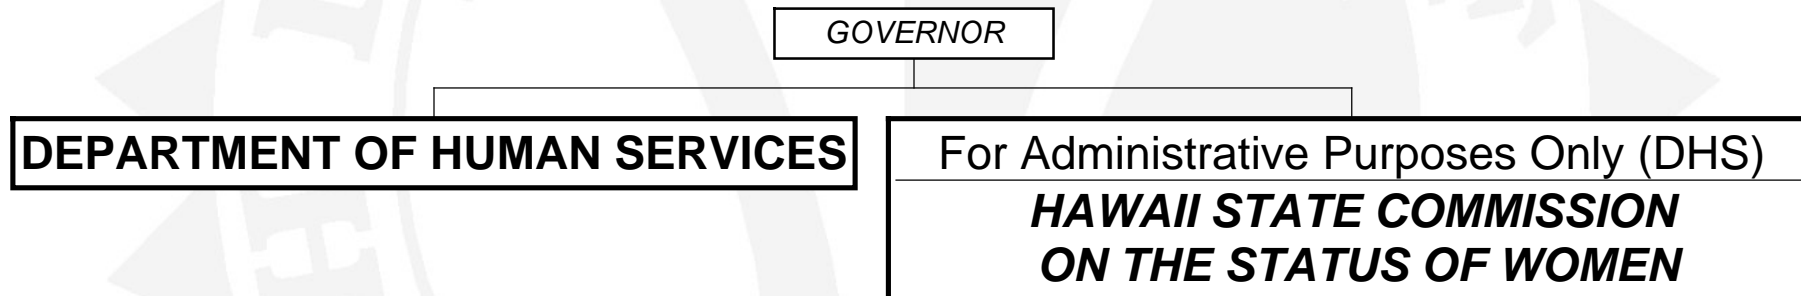 GOVERNOR
DEPARTMENT OF HUMAN SERVICES
For Administrative Purposes Only (DHS)
HAWAII STATE COMMISSION
ON THE STATUS OF WOMEN